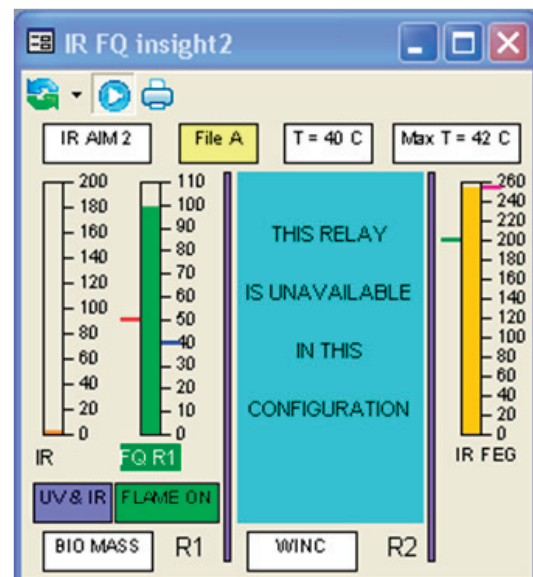 IR FQ insight2
IR AIM 2 File A T = 40 C Max T = 42 C
200 110 260
180 100 240
160 90 220
140 80 200
120 70 180
100 60 160
80 50 140
60 40 120
40 30 100
20 20 80
0 10 60
0 40
20
0
THIS RELAY
IS UNAVAILABLE
IN THIS
CONFIGURATION
IR FQ R1 IR FEG
UV & IR FLAME ON
BIO MASS R1 WINC R2